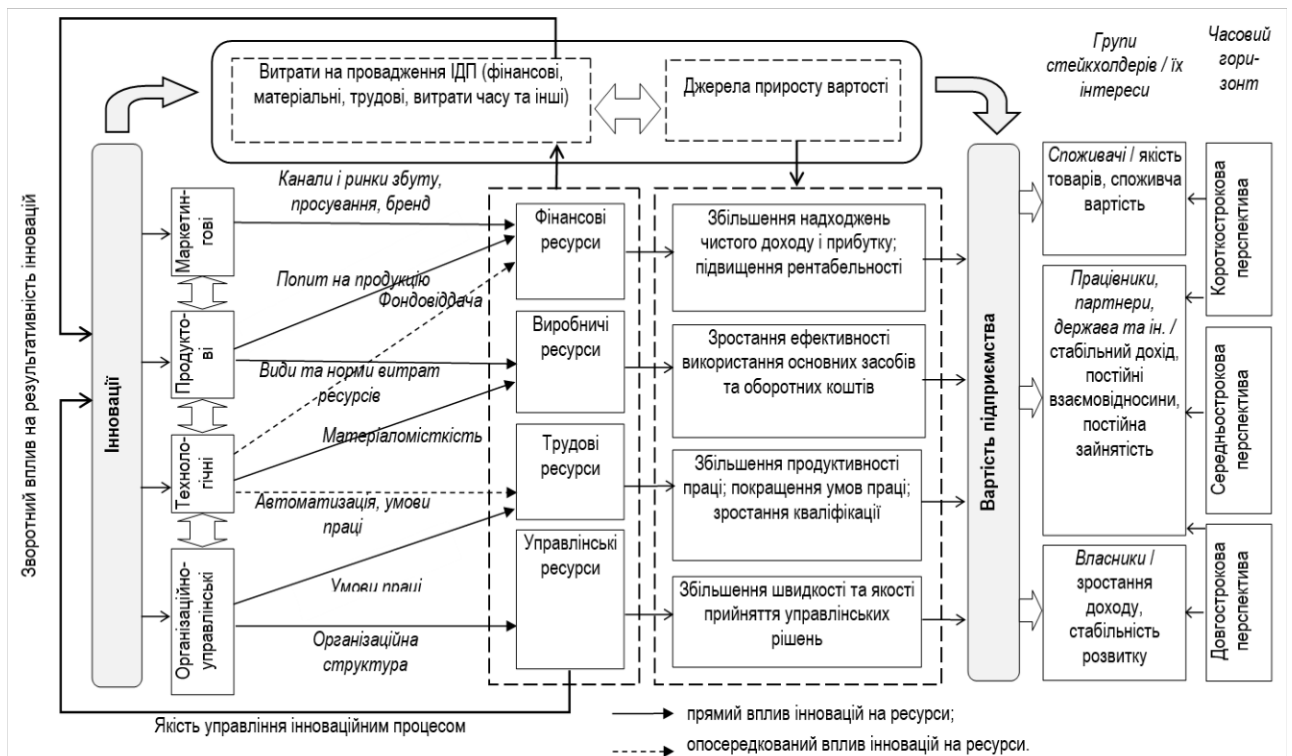 Витрати на провадження ІДП (фінансові,
матеріальні, трудові, витрати часу та інші)
Джерела приросту вартості
Групи
стейкхолдерів / їх
інтереси
Часовий
гори-
зонт
Зворотний вплив на результативність інновацій
Інновації
Маркетин-
гові
Продукто-
ві
Техноло-
гічні
Організаційно-
управлінські
Канали і ринки збуту,
просування, бренд
Попит на продукцію
Фондовіддача
Види та норми витрат
ресурсів
Матеріаломісткість
Автоматизація, умови
праці
Умови праці
Організаційна
структура
Фінансові
ресурси
Виробничі
ресурси
Трудові
ресурси
Управлінські
ресурси
Збільшення надходжень
чистого доходу і прибутку;
підвищення рентабельності
Зростання ефективності
використання основних засобів
та оборотних коштів
Збільшення продуктивності
праці; покращення умов праці;
зростання кваліфікації
Збільшення швидкості та якості
прийняття управлінських
рішень
Вартість підприємства
Споживачі / якість
товарів, споживча
вартість
Працівники,
партнери,
держава та ін. /
стабільний дохід,
постійні
взаємовідносини,
постійна
зайнятість
Власники /
зростання
доходу,
стабільність
розвитку
Короткострокова
перспектива
Середньострокова
перспектива
Довгострокова
перспектива
Якість управління інноваційним процесом
прямий вплив інновацій на ресурси;
опосередкований вплив інновацій на ресурси.